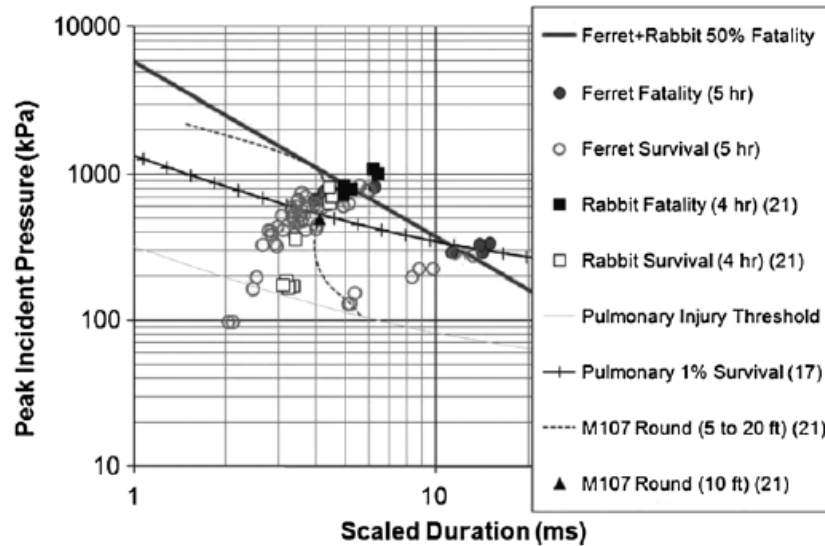 10000
1000
100
10
Peak Incident Pressure (kPa)
1
10
Scaled Duration (ms)
Ferret+Rabbit 50% Fatality
Ferret Fatality (5 hr)
Ferret Survival (5 hr)
Rabbit Fatality (4 hr) (21)
Rabbit Survival (4 hr) (21)
Pulmonary Injury Threshold
Pulmonary 1% Survival (17)
M107 Round (5 to 20 ft) (21)
M107 Round (10 ft) (21)